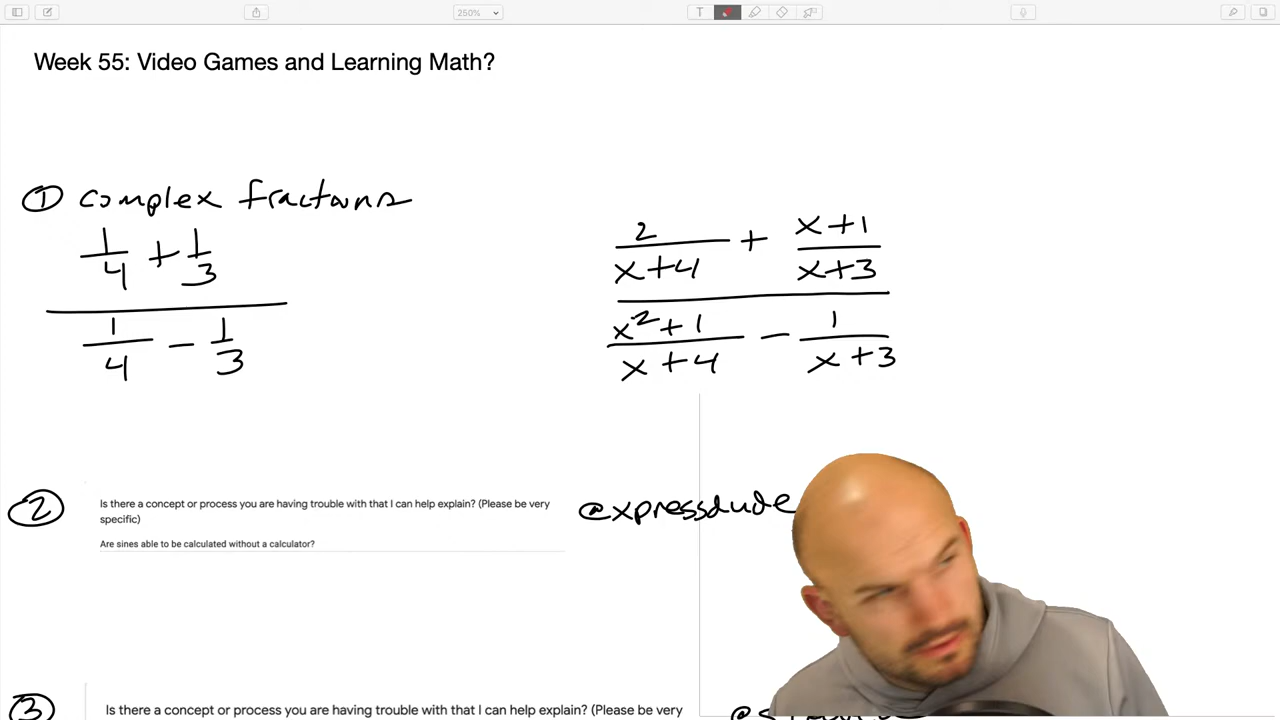 250%
T
Week 55: Video Games and Learning Math?
① complex fractions
1/4 + 1/3
1/4 - 1/3
2/x+4 + x+1/x+3
x²+1/x+4 - 1/x+3
② Is there a concept or process you are having trouble with that I can help explain? (Please be very
specific)
Are sines able to be calculated without a calculator?
@xpressdude
③ Is there a concept or process you are having trouble with that I can help explain? (Please be very